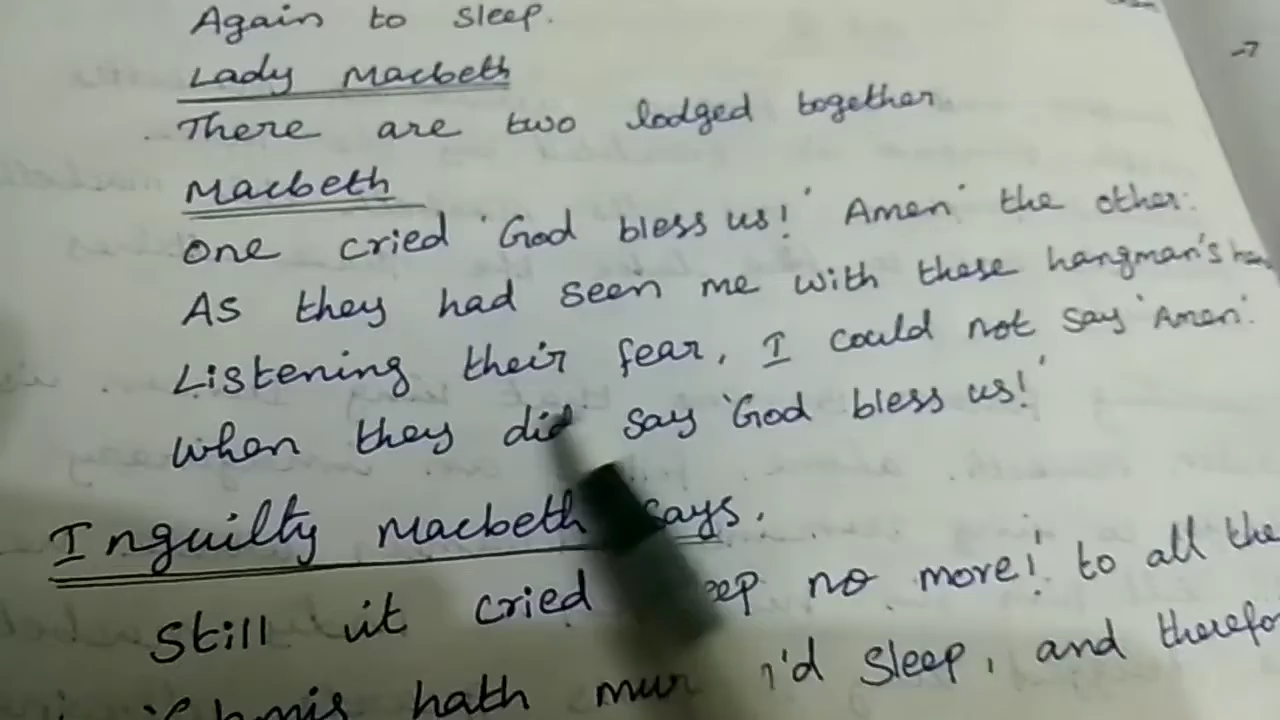 Again to sleep.
Lady Macbeth
There are two lodged together
Macbeth
One cried 'God bless us!' Amen' the other:
As they had seen me with these hangman's
Listening their fear, I could not say 'Amen'.
When they did say 'God bless us!'
Inguilty Macbeth says.
Still it cried no more! to all the
hath sleep, and